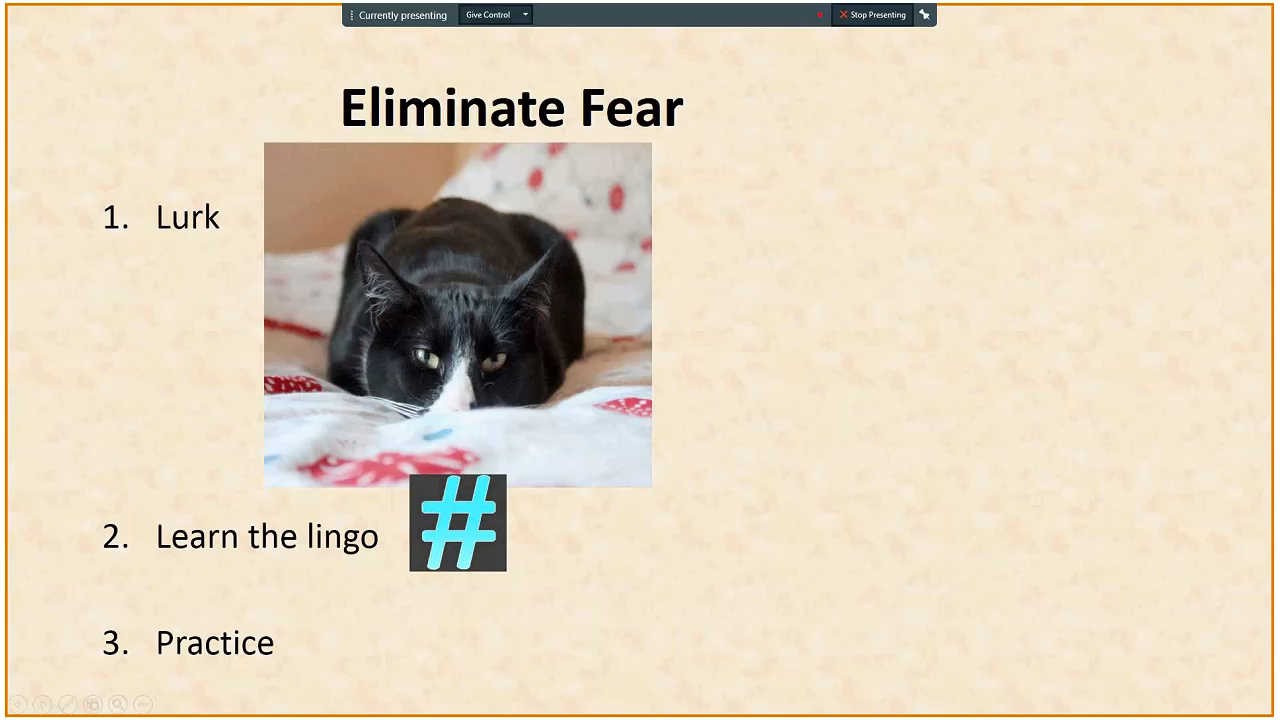 Currently presenting
Give Control
Stop Presenting
Eliminate Fear
1. Lurk
2. Learn the lingo #
3. Practice